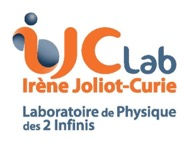 IJCLab
Irène Joliot-Curie
Laboratoire de Physique
des 2 Infinis